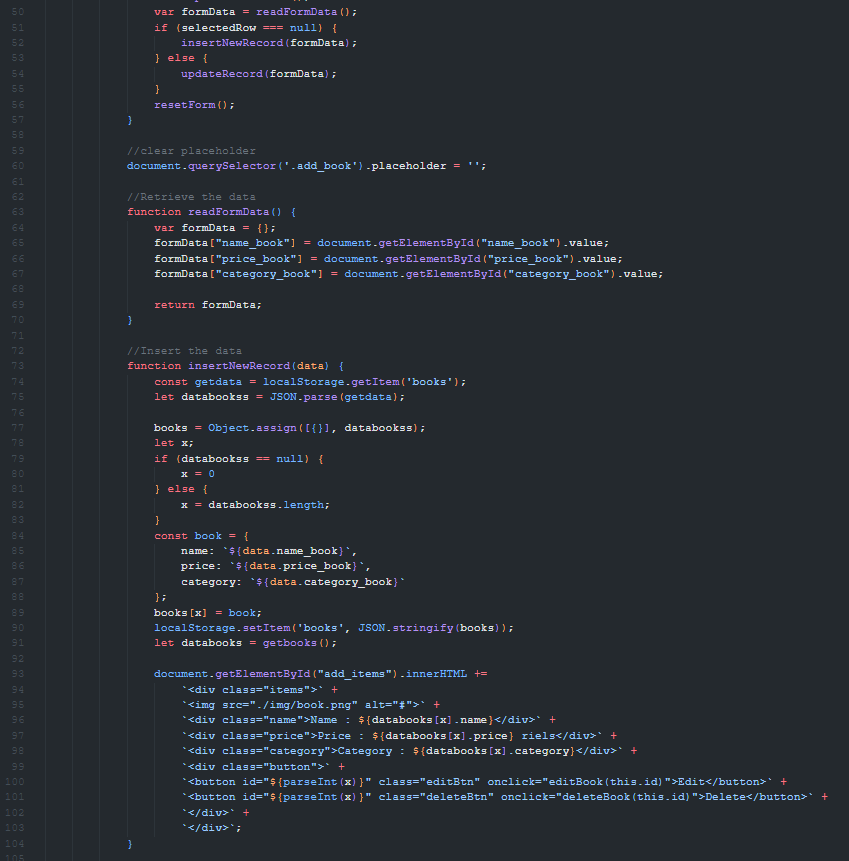 50 var formData = readFormData();
51 if (selectedRow === null) {
52 insertNewRecord(formData);
53 } else {
54 updateRecord(formData);
55 }
56 resetForm();
57 }
58
59 //clear placeholder
60 document.querySelector('.add_book').placeholder = '';
61
62 //Retrieve the data
63 function readFormData() {
64 var formData = {};
65 formData["name_book"] = document.getElementById("name_book").value;
66 formData["price_book"] = document.getElementById("price_book").value;
67 formData["category_book"] = document.getElementById("category_book").value;
68
69 return formData;
70 }
71
72 //Insert the data
73 function insertNewRecord(data) {
74 const getdata = localStorage.getItem('books');
75 let databookss = JSON.parse(getdata);
76
77 books = Object.assign([{}], databookss);
78 let x;
79 if (databookss == null) {
80 x = 0
81 } else {
82 x = databookss.length;
83 }
84 const book = {
85 name: `${data.name_book}`,
86 price: `${data.price_book}`,
87 category: `${data.category_book}`
88 };
89 books[x] = book;
90 localStorage.setItem('books', JSON.stringify(books));
91 let databooks = getbooks();
92
93 document.getElementById("add_items").innerHTML +=
94 `<div class="items">` +
95 `<img src="./img/book.png" alt="#">` +
96 `<div class="name">Name : ${databooks[x].name}</div>` +
97 `<div class="price">Price : ${databooks[x].price} riels</div>` +
98 `<div class="category">Category : ${databooks[x].category}</div>` +
99 `<div class="button">` +
100 `<button id="${parseInt(x)}" class="editBtn" onclick="editBook(this.id)">Edit</button>` +
101 `<button id="${parseInt(x)}" class="deleteBtn" onclick="deleteBook(this.id)">Delete</button>` +
102 `</div>` +
103 `</div>`;
104 }
105